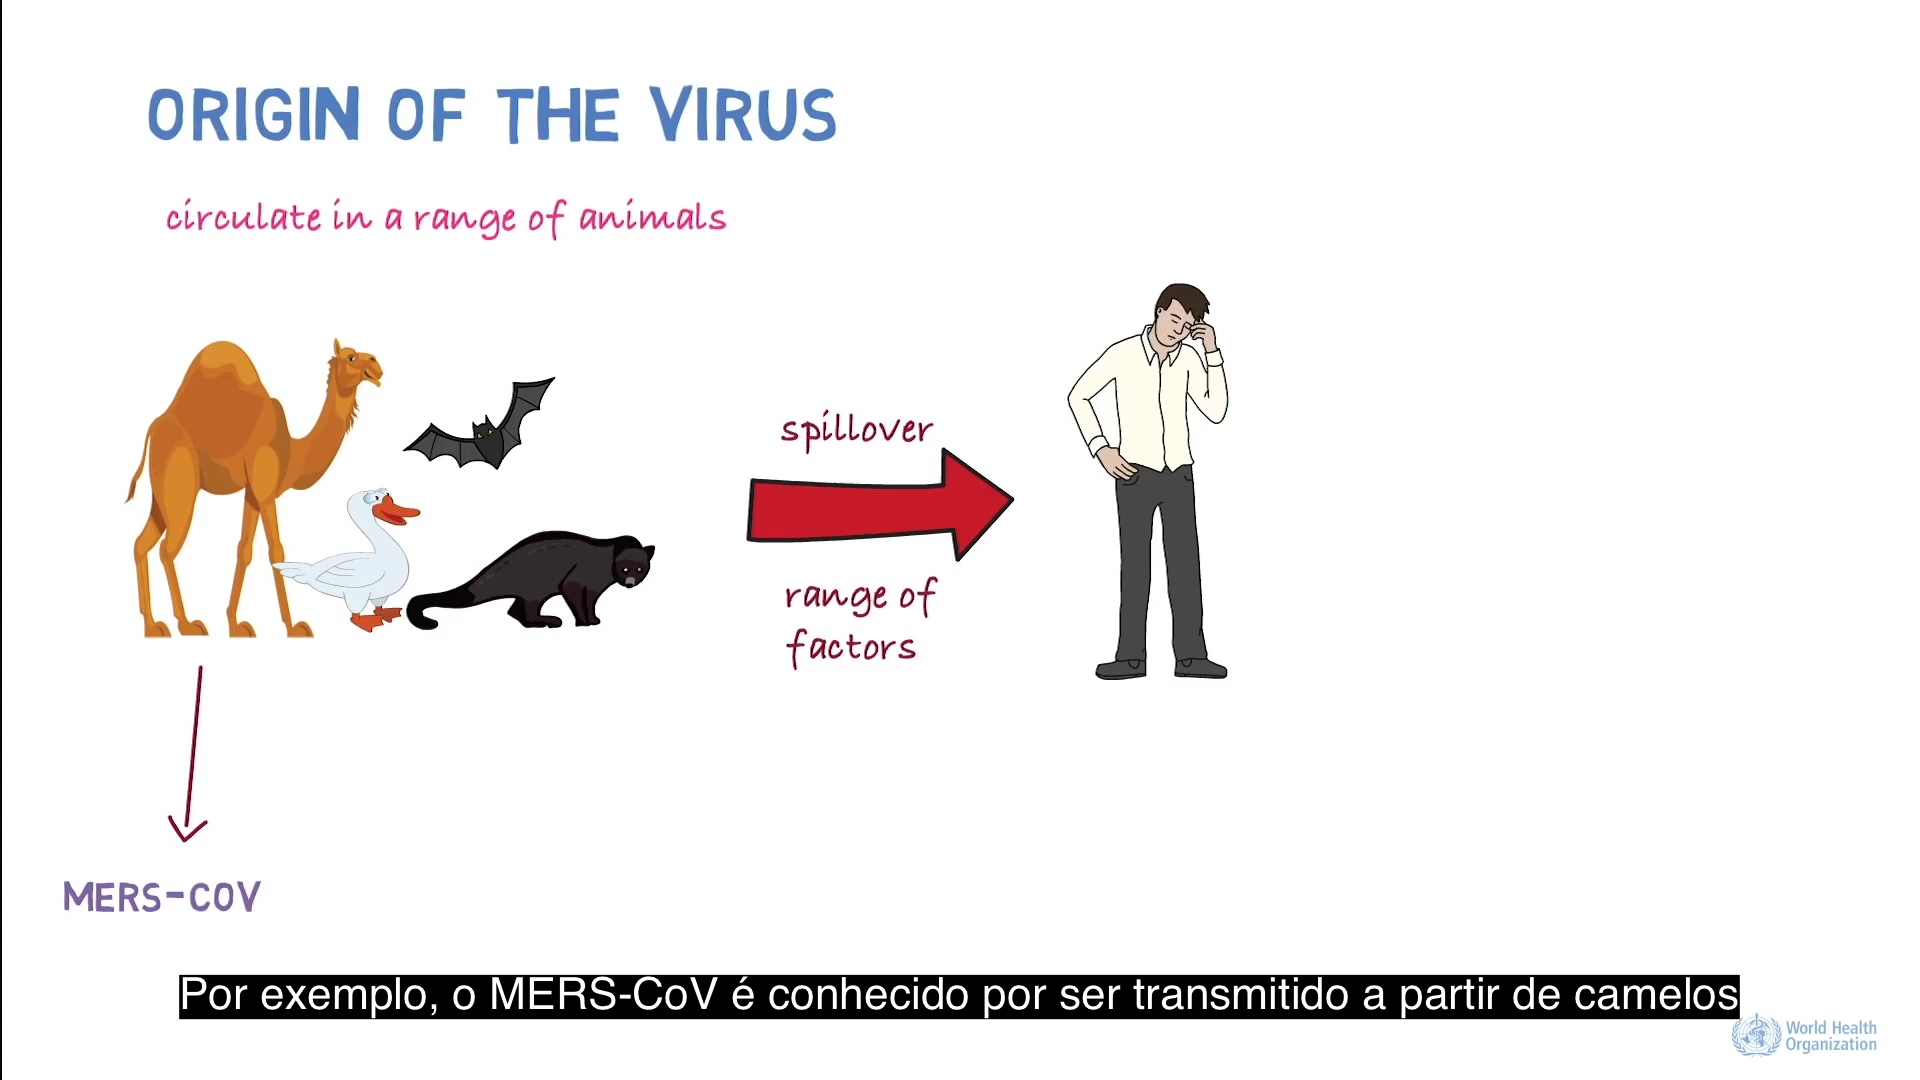 ORIGIN OF THE VIRUS
circulate in a range of animals
spillover
range of
factors
MERS-COV
Por exemplo, o MERS-CoV é conhecido por ser transmitido a partir de camelos
World Health
Organization